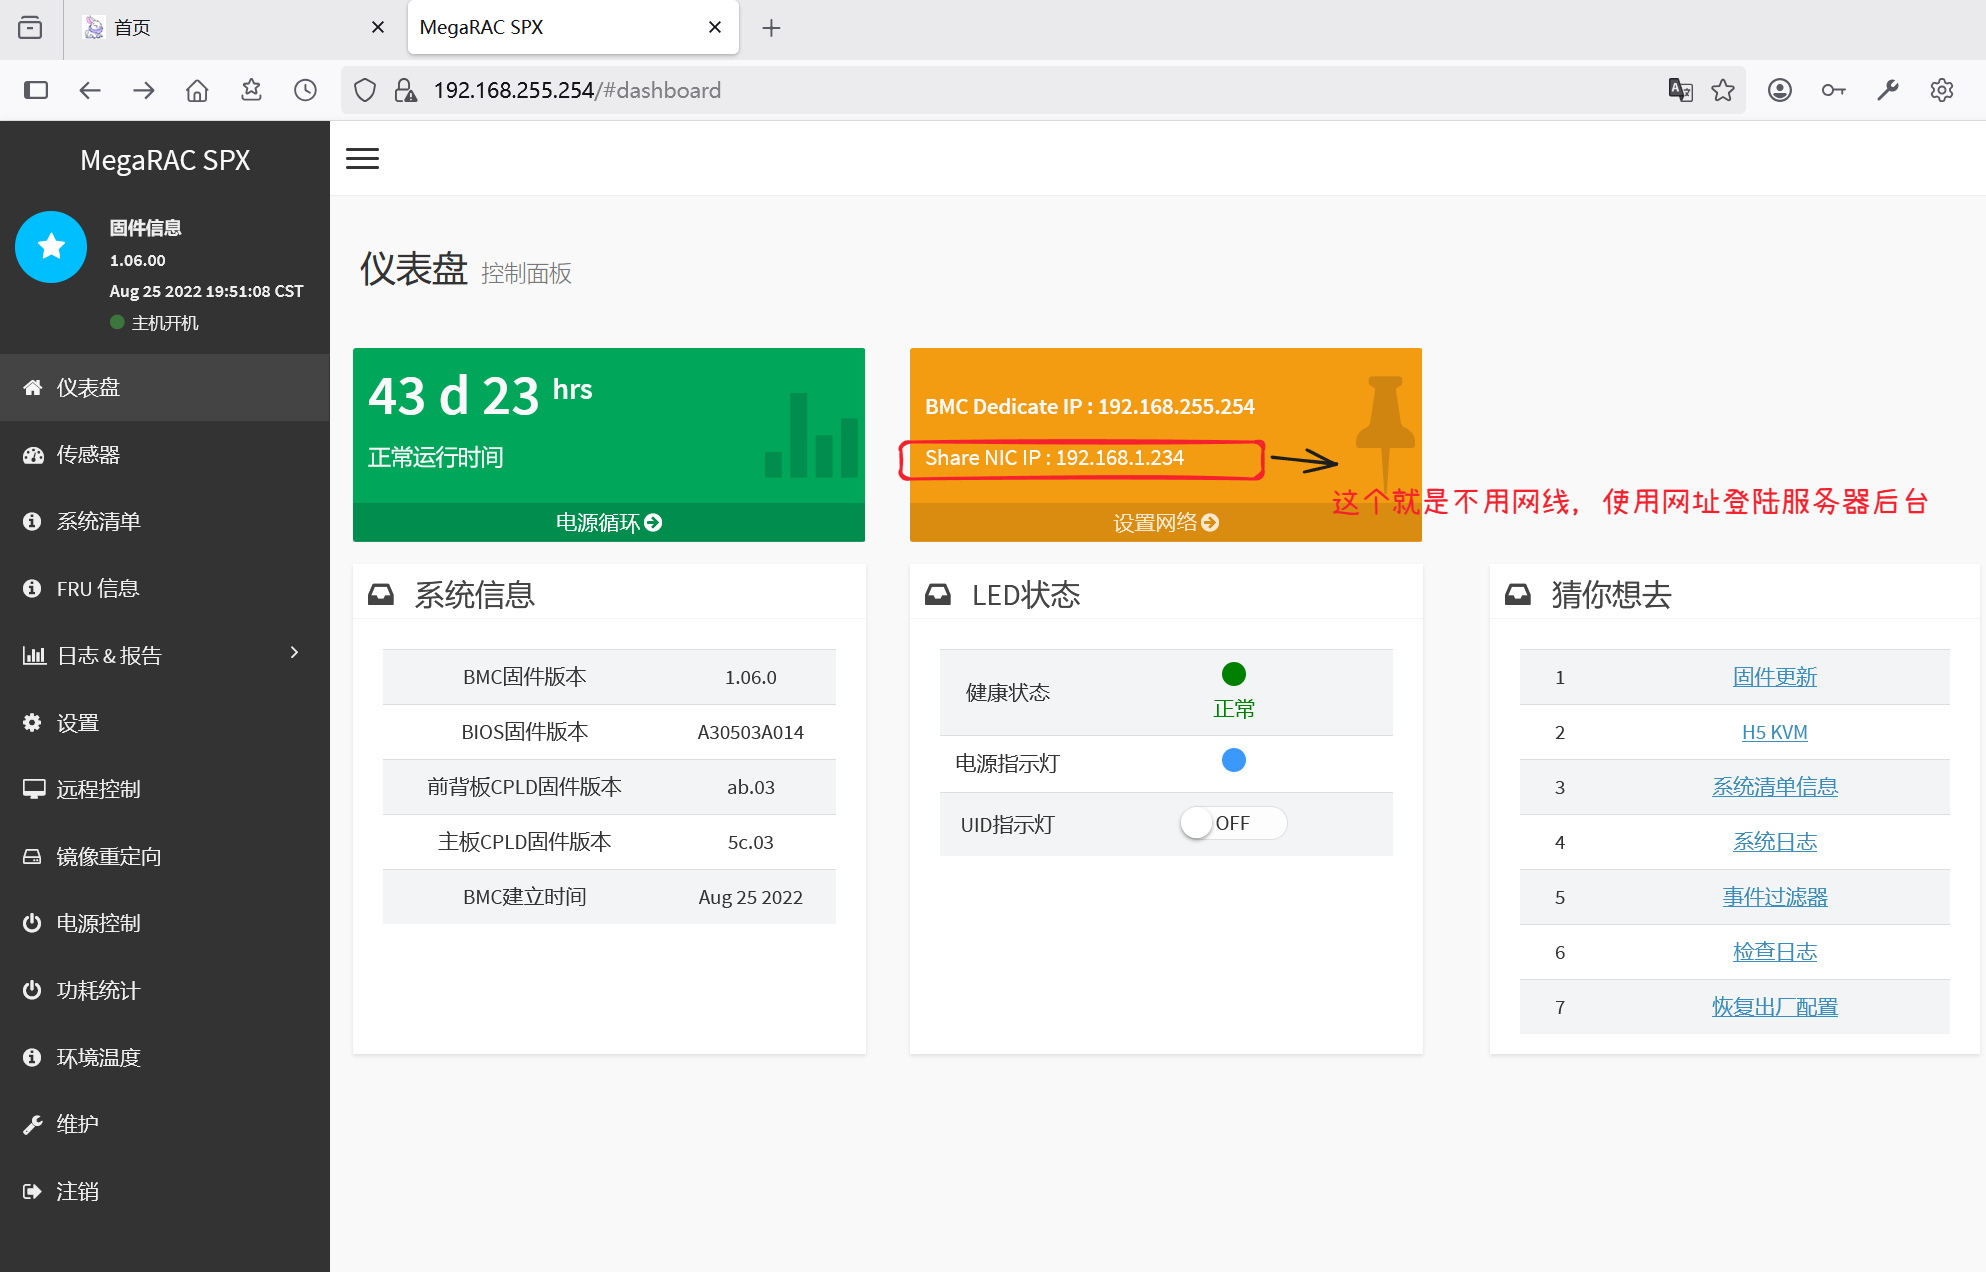 首页
MegaRAC SPX
192.168.255.254/#dashboard
MegaRAC SPX
固件信息
1.06.00
Aug 25 2022 19:51:08 CST
主机开机
仪表盘
传感器
系统清单
FRU 信息
日志 & 报告
设置
远程控制
镜像重定向
电源控制
功耗统计
环境温度
维护
注销
仪表盘 控制面板
43 d 23 hrs
正常运行时间
电源循环
BMC Dedicate IP : 192.168.255.254
Share NIC IP : 192.168.1.234
设置网络
这个就是不用网线，使用网址登陆服务器后台
系统信息
BMC固件版本 1.06.0
BIOS固件版本 A30503A014
前背板CPLD固件版本 ab.03
主板CPLD固件版本 5c.03
BMC建立时间 Aug 25 2022
LED状态
健康状态
正常
电源指示灯
UID指示灯 OFF
猜你想去
1 固件更新
2 H5 KVM
3 系统清单信息
4 系统日志
5 事件过滤器
6 检查日志
7 恢复出厂配置